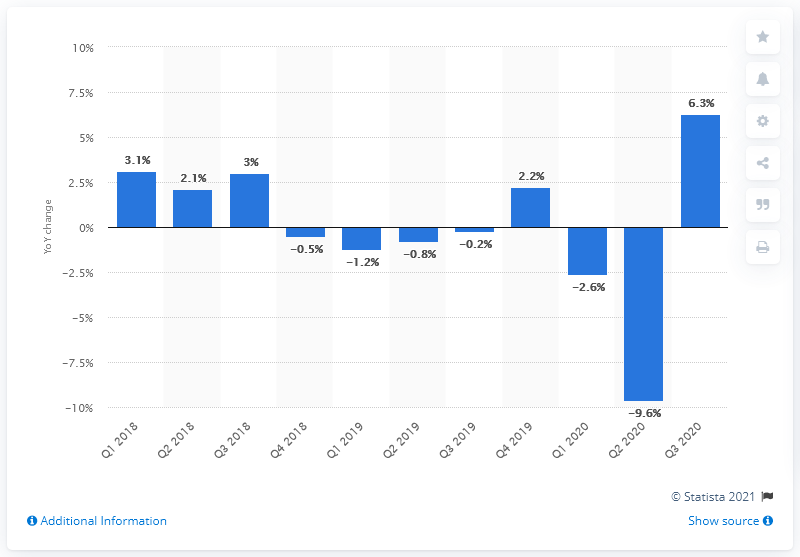 10%
7.5%
5%
2.5%
0%
−2.5%
−5%
−7.5%
−10%
YoY change
3.1%
2.1%
3%
−0.5%
−1.2%
−0.8%
−0.2%
2.2%
−2.6%
−9.6%
6.3%
Q1 2018
Q2 2018
Q3 2018
Q4 2018
Q1 2019
Q2 2019
Q3 2019
Q4 2019
Q1 2020
Q2 2020
Q3 2020
© Statista 2021
Additional Information
Show source